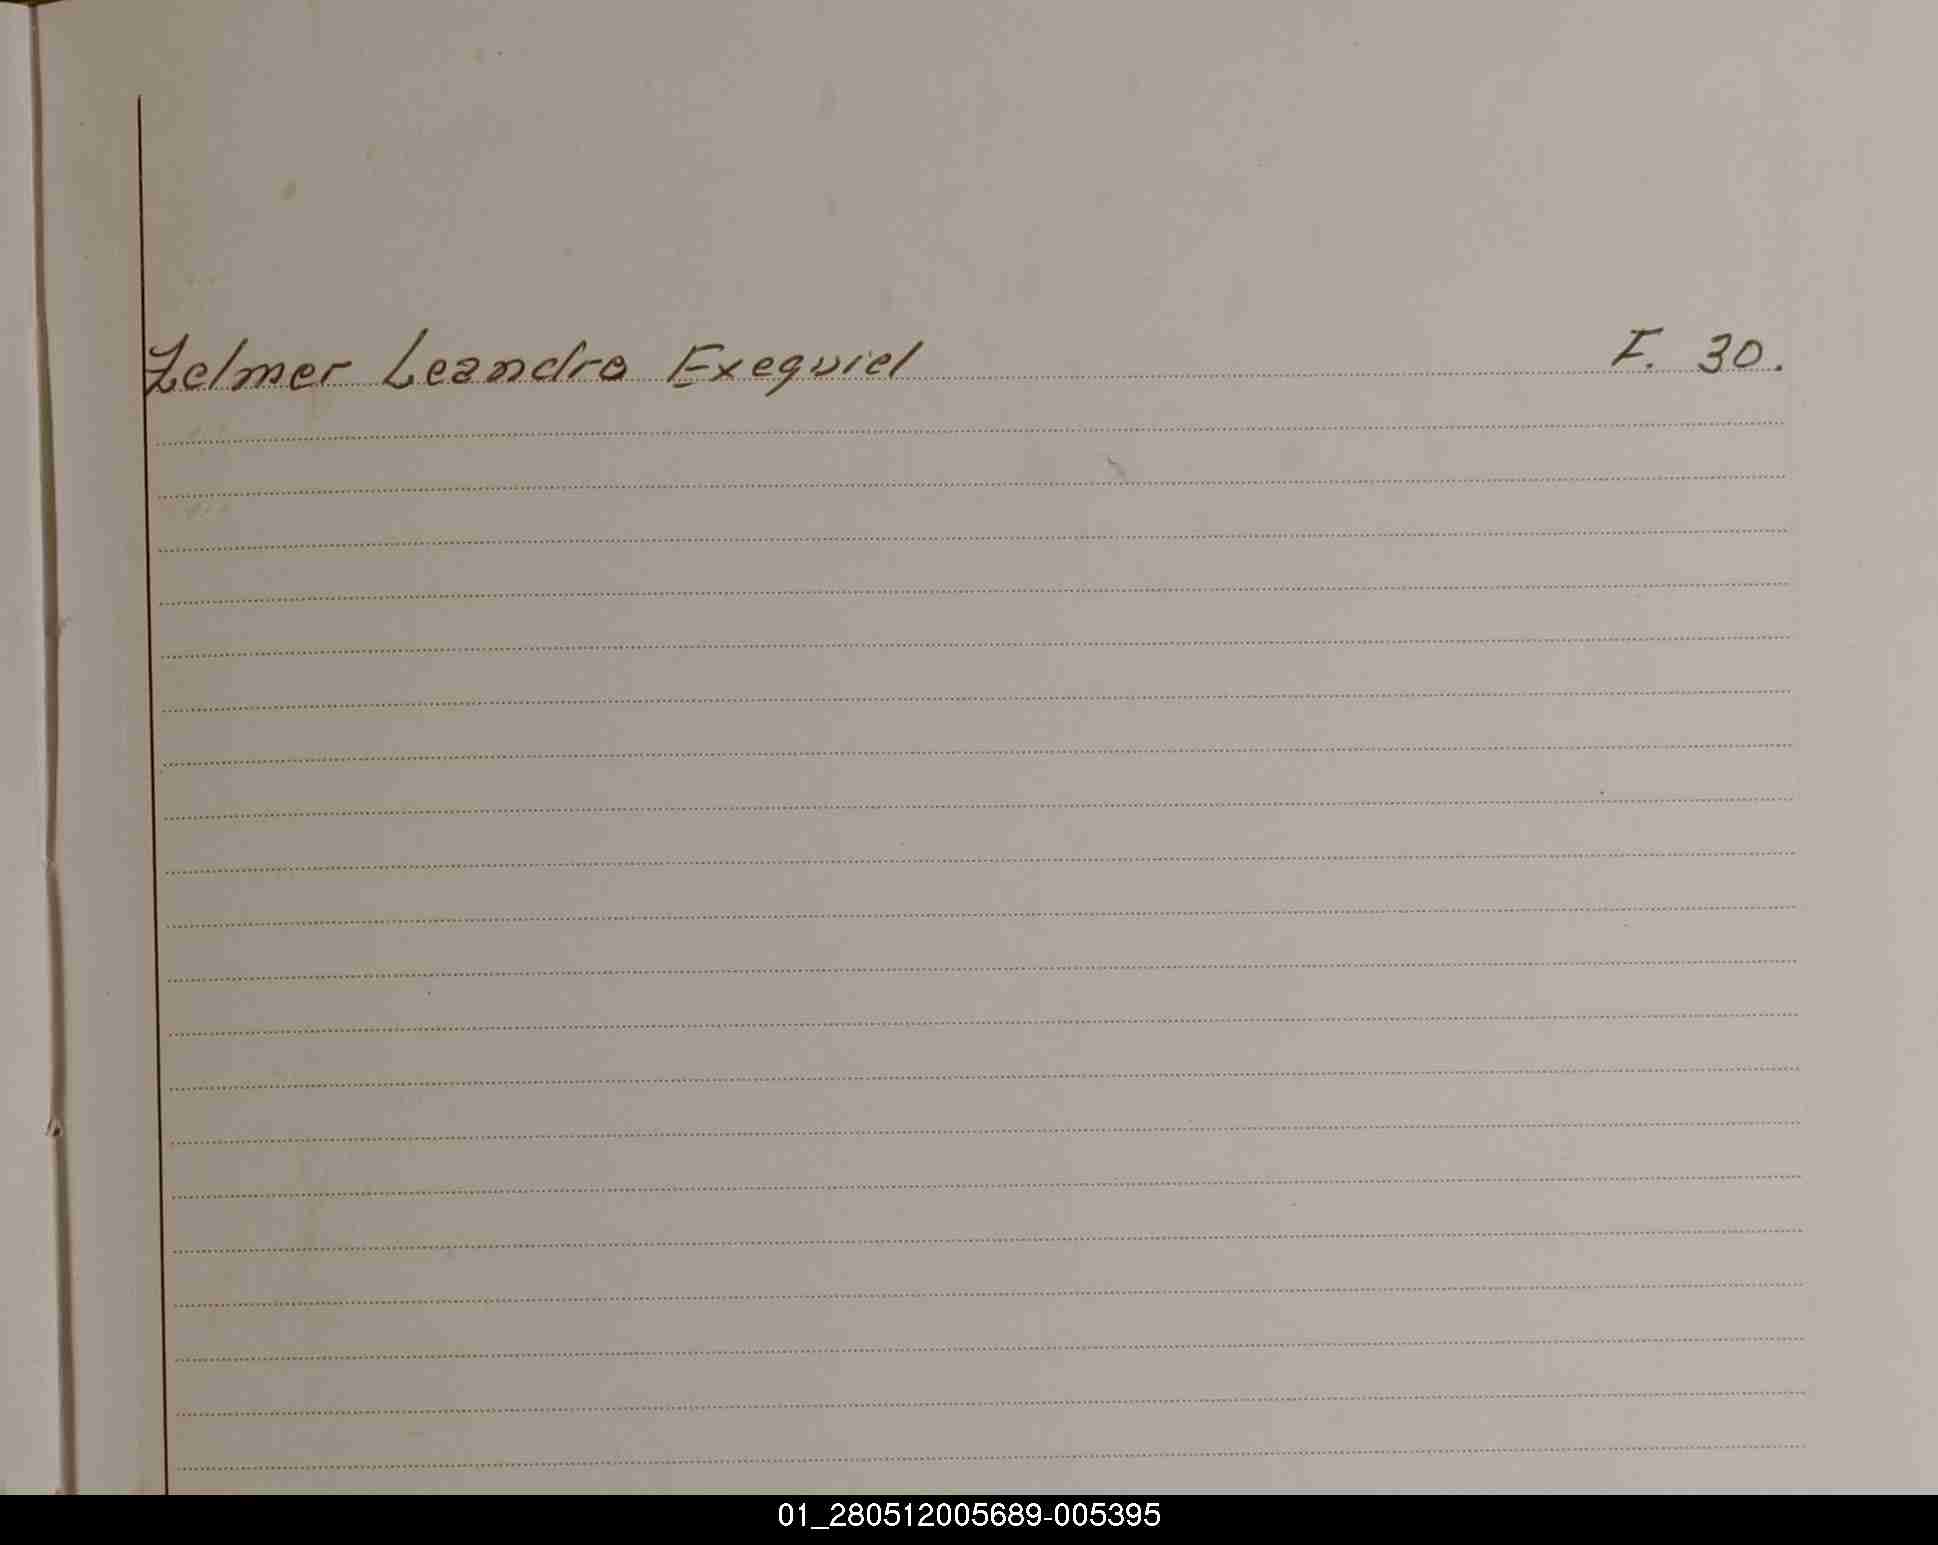 Zelmer Leandro Exequiel F. 30.
01_280512005689-005395